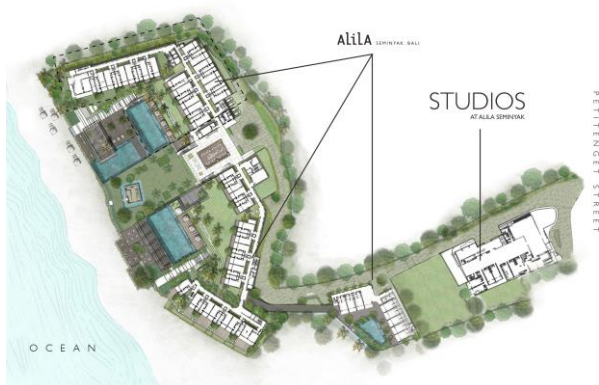 AlilA SEMINYAK BALI
STUDIOS
AT ALILA SEMINYAK
PETITENGET STREET
OCEAN